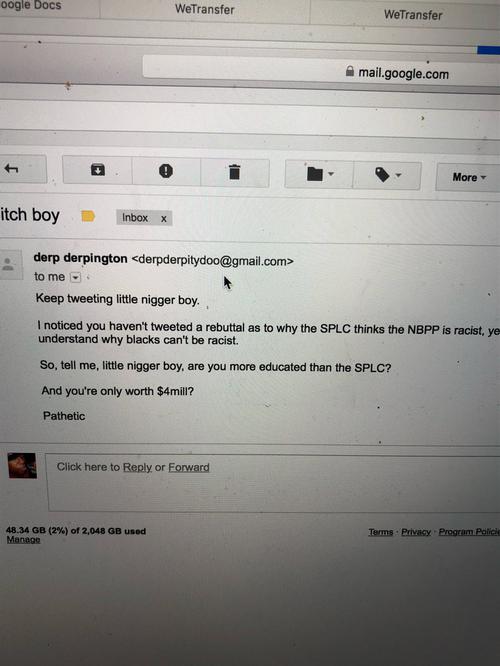 oogle Docs
WeTransfer
WeTransfer
mail.google.com
More
itch boy
Inbox x
derp derpington <derpderpitydoo@gmail.com>
to me
Keep tweeting little nigger boy.
I noticed you haven't tweeted a rebuttal as to why the SPLC thinks the NBPP is racist, ye
understand why blacks can't be racist.
So, tell me, little nigger boy, are you more educated than the SPLC?
And you're only worth $4mill?
Pathetic
Click here to Reply or Forward
48.34 GB (2%) of 2,048 GB used
Manage
Terms · Privacy · Program Policie